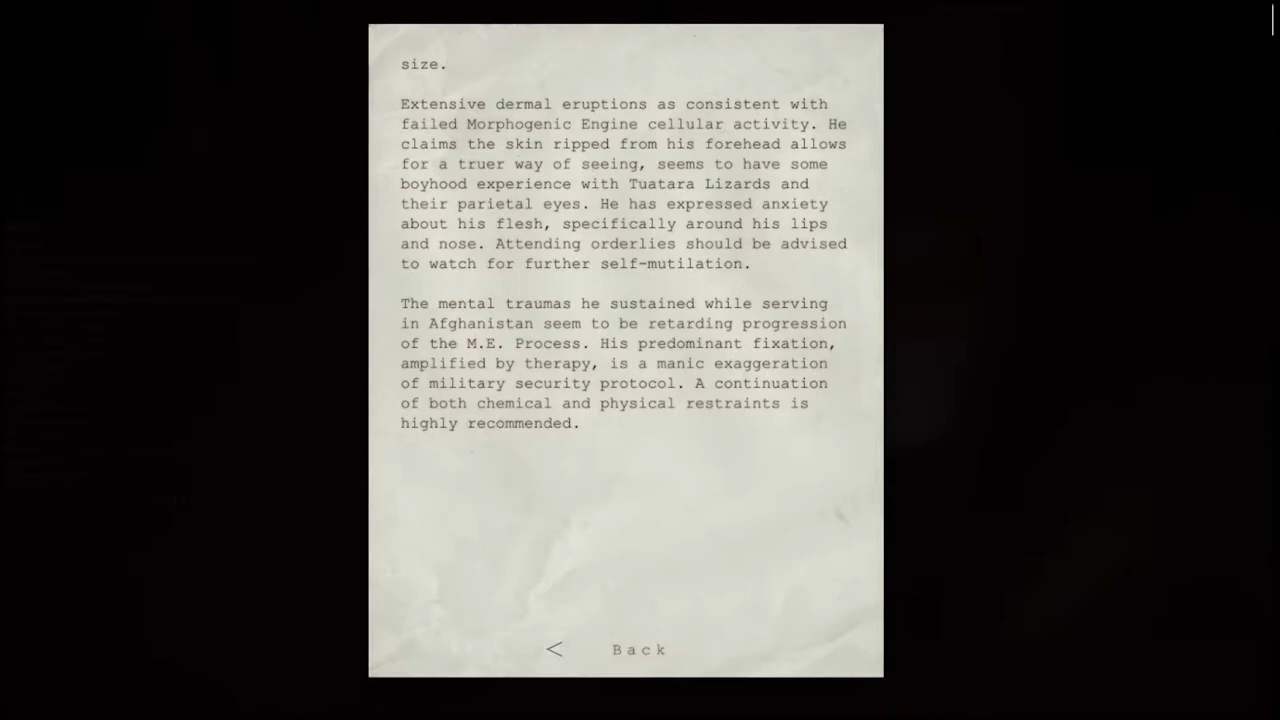 size.
Extensive dermal eruptions as consistent with
failed Morphogenic Engine cellular activity. He
claims the skin ripped from his forehead allows
for a truer way of seeing, seems to have some
boyhood experience with Tuatara Lizards and
their parietal eyes. He has expressed anxiety
about his flesh, specifically around his lips
and nose. Attending orderlies should be advised
to watch for further self-mutilation.
The mental traumas he sustained while serving
in Afghanistan seem to be retarding progression
of the M.E. Process. His predominant fixation,
amplified by therapy, is a manic exaggeration
of military security protocol. A continuation
of both chemical and physical restraints is
highly recommended.
< Back